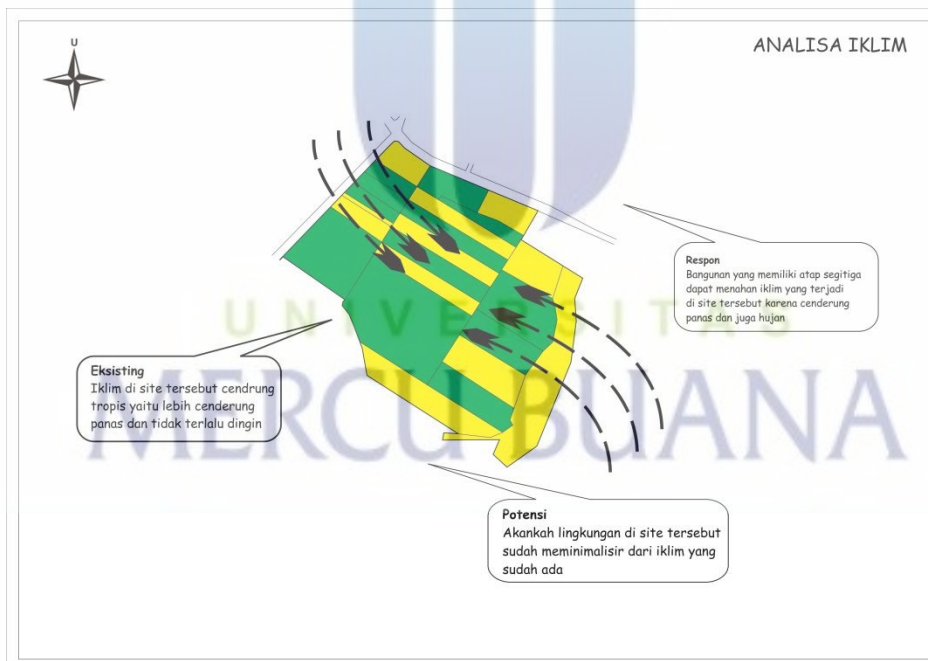 ANALISA IKLIM
U
Respon
Bangunan yang memiliki atap segitiga
dapat menahan iklim yang terjadi
di site tersebut karena cenderung
panas dan juga hujan
UNIVERSITAS
MERCU BUANA
Eksisting
Iklim di site tersebut cendrung
tropis yaitu lebih cenderung
panas dan tidak terlalu dingin
Potensi
Akankah lingkungan di site tersebut
sudah meminimalisir dari iklim yang
sudah ada